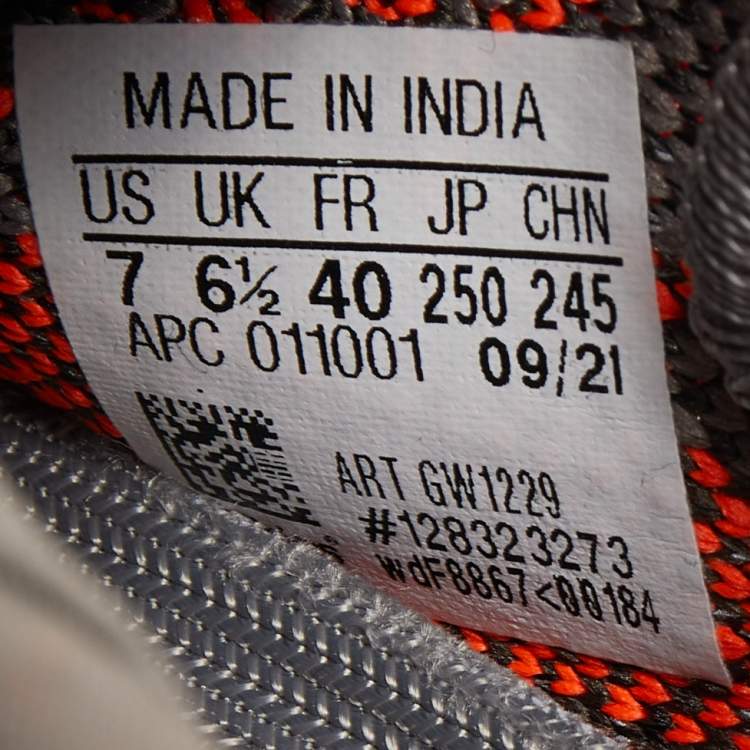 MADE IN INDIA
US UK FR JP CHN
7 6½ 40 250 245
APC 011001 09/21
ART GW1229
#128323273
wdF8867<00184